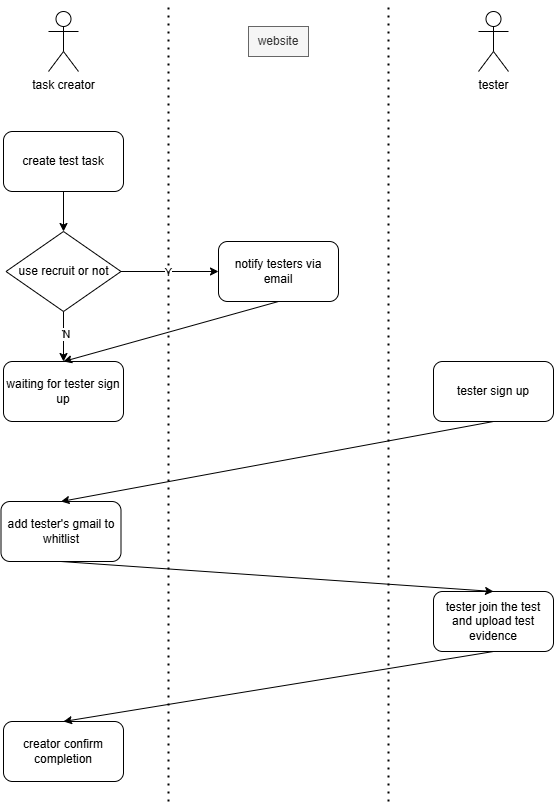 website
task creator
tester
create test task
use recruit or not
Y
notify testers via
email
N
waiting for tester sign
up
tester sign up
add tester's gmail to
whitlist
tester join the test
and upload test
evidence
creator confirm
completion